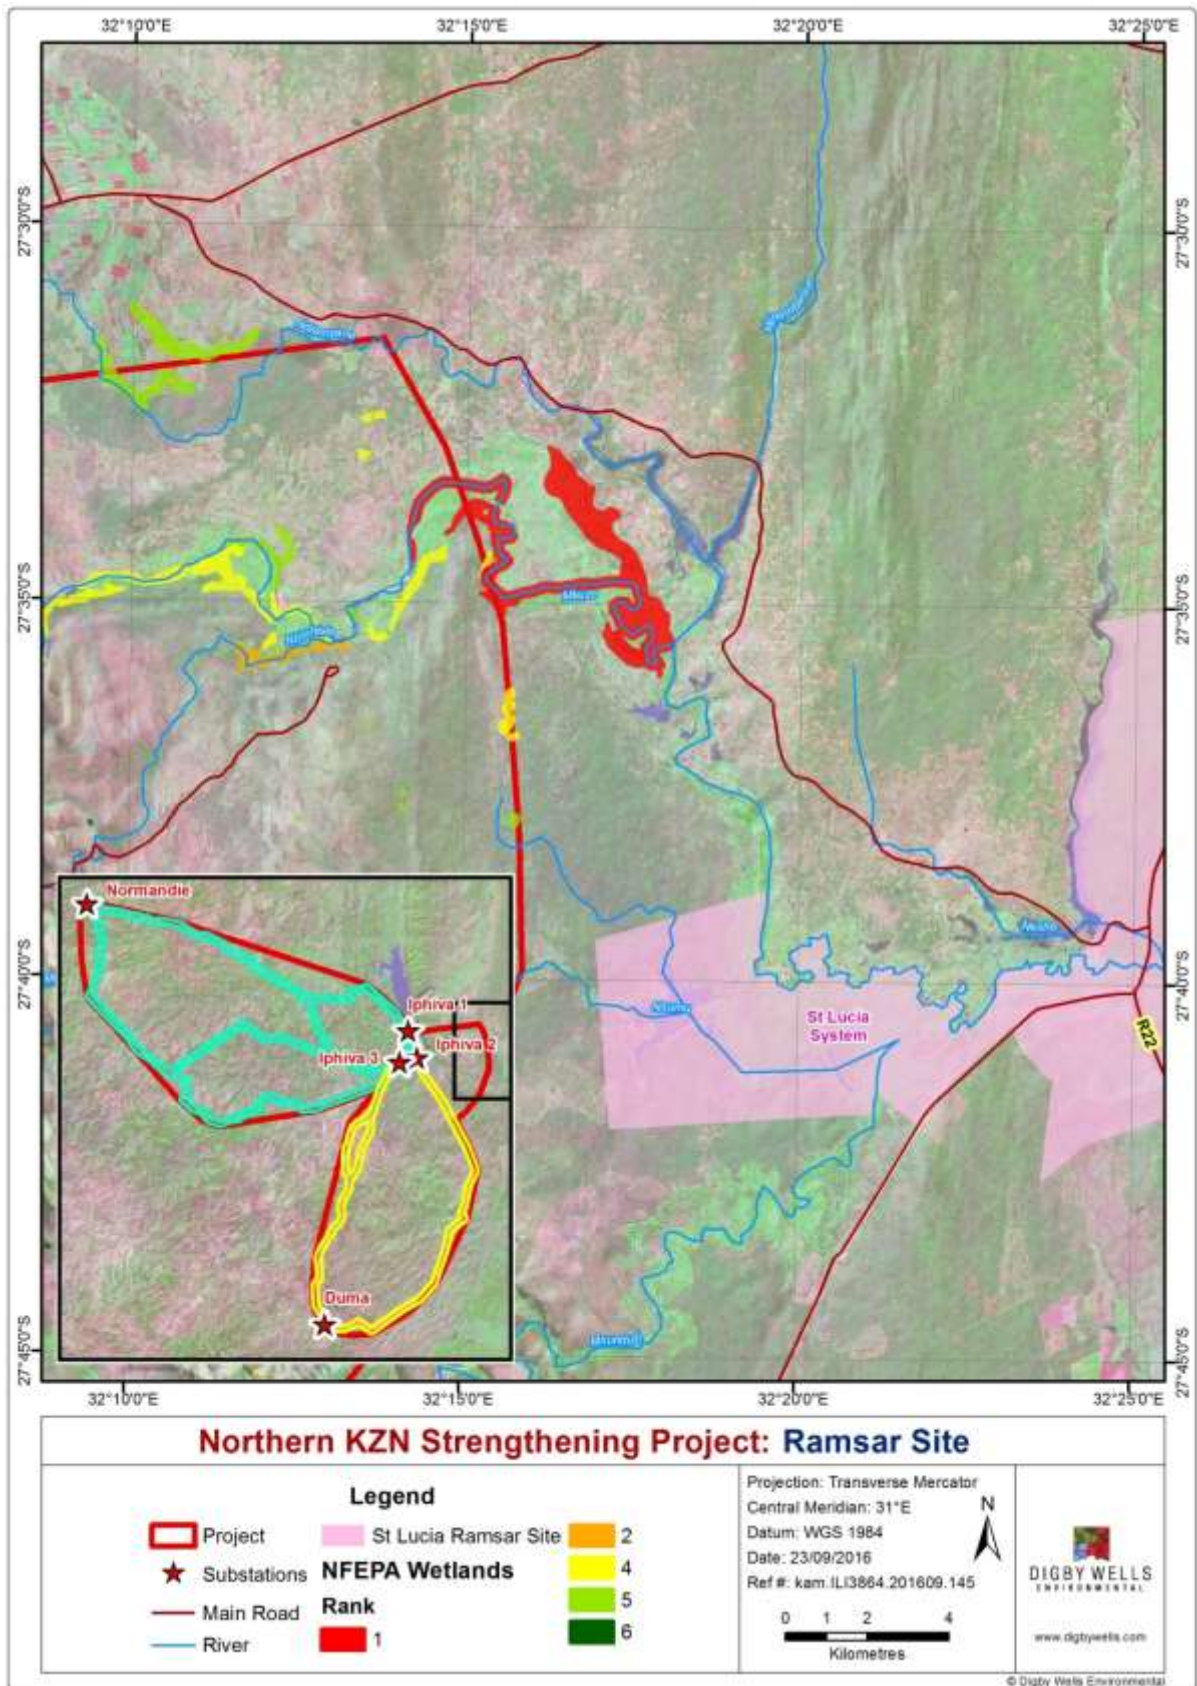 32°10'0"E 32°15'0"E 32°20'0"E 32°25'0"E
27°30'0"S 27°30'0"S
27°35'0"S 27°35'0"S
Mkuze
Normandie
Neshe
27°40'0"S 27°40'0"S
Iphiva 1
Ntumo
St Lucia
System
R22
Iphiva 3 Iphiva 2
Duma
27°45'0"S 27°45'0"S
32°10'0"E 32°15'0"E 32°20'0"E 32°25'0"E
Northern KZN Strengthening Project: Ramsar Site
Legend
Project
Substations
Main Road
River
St Lucia Ramsar Site
NFEPA Wetlands
Rank
1
2
4
5
6
Projection: Transverse Mercator
Central Meridian: 31°E
Datum: WGS 1984
Date: 23/09/2016
Ref #: kam.ILI3864.201609.145
N
0 1 2 4
Kilometres
DIGBY WELLS
ENVIRONMENTAL
www.digbywells.com
© Digby Wells Environmental